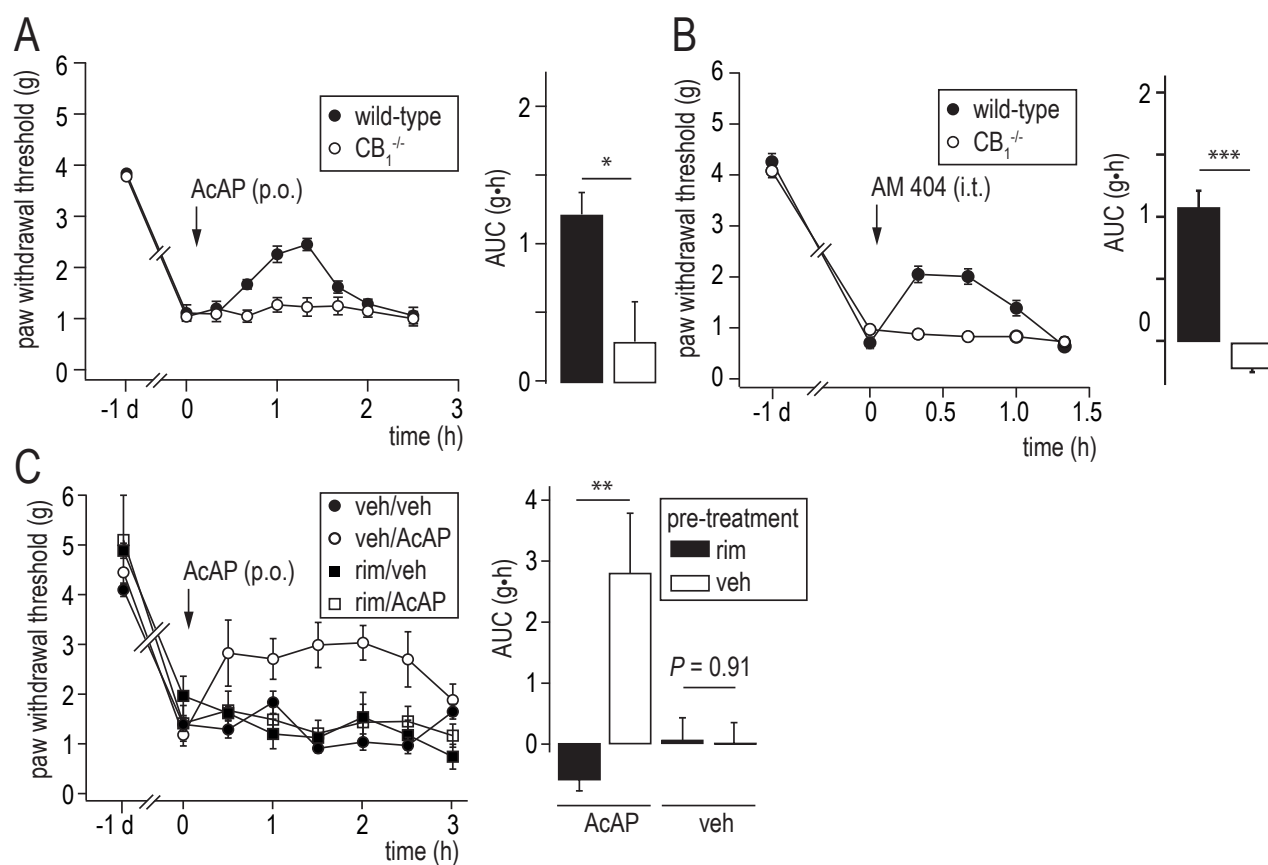 A
paw withdrawal threshold (g)
6
5
4
3
2
1
0
wild-type
CB1-/-
AcAP (p.o.)
-1 d
0
1
2
3
time (h)
AUC (g•h)
2
1
0
*
B
paw withdrawal threshold (g)
6
5
4
3
2
1
0
wild-type
CB1-/-
AM 404 (i.t.)
-1 d
0
0.5
1.0
1.5
time (h)
AUC (g•h)
2
1
0
***
C
paw withdrawal threshold (g)
6
5
4
3
2
1
0
veh/veh
veh/AcAP
rim/veh
rim/AcAP
AcAP (p.o.)
-1 d
0
1
2
3
time (h)
AUC (g•h)
4
3
2
1
0
**
pre-treatment
rim
veh
P = 0.91
AcAP
veh